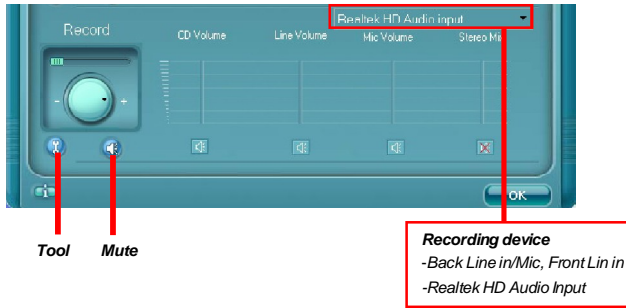 Realtek HD Audio input
Record
CD Volume
Line Volume
Mic Volume
Stereo Mix
- +
i
OK
Tool
Mute
Recording device
-Back Line in/Mic, Front Lin in
-Realtek HD Audio Input